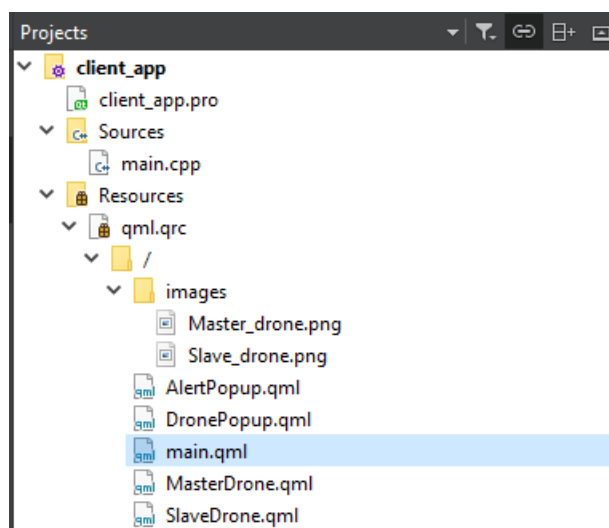 Projects
client_app
client_app.pro
Sources
main.cpp
Resources
qml.qrc
/
images
Master_drone.png
Slave_drone.png
AlertPopup.qml
DronePopup.qml
main.qml
MasterDrone.qml
SlaveDrone.qml